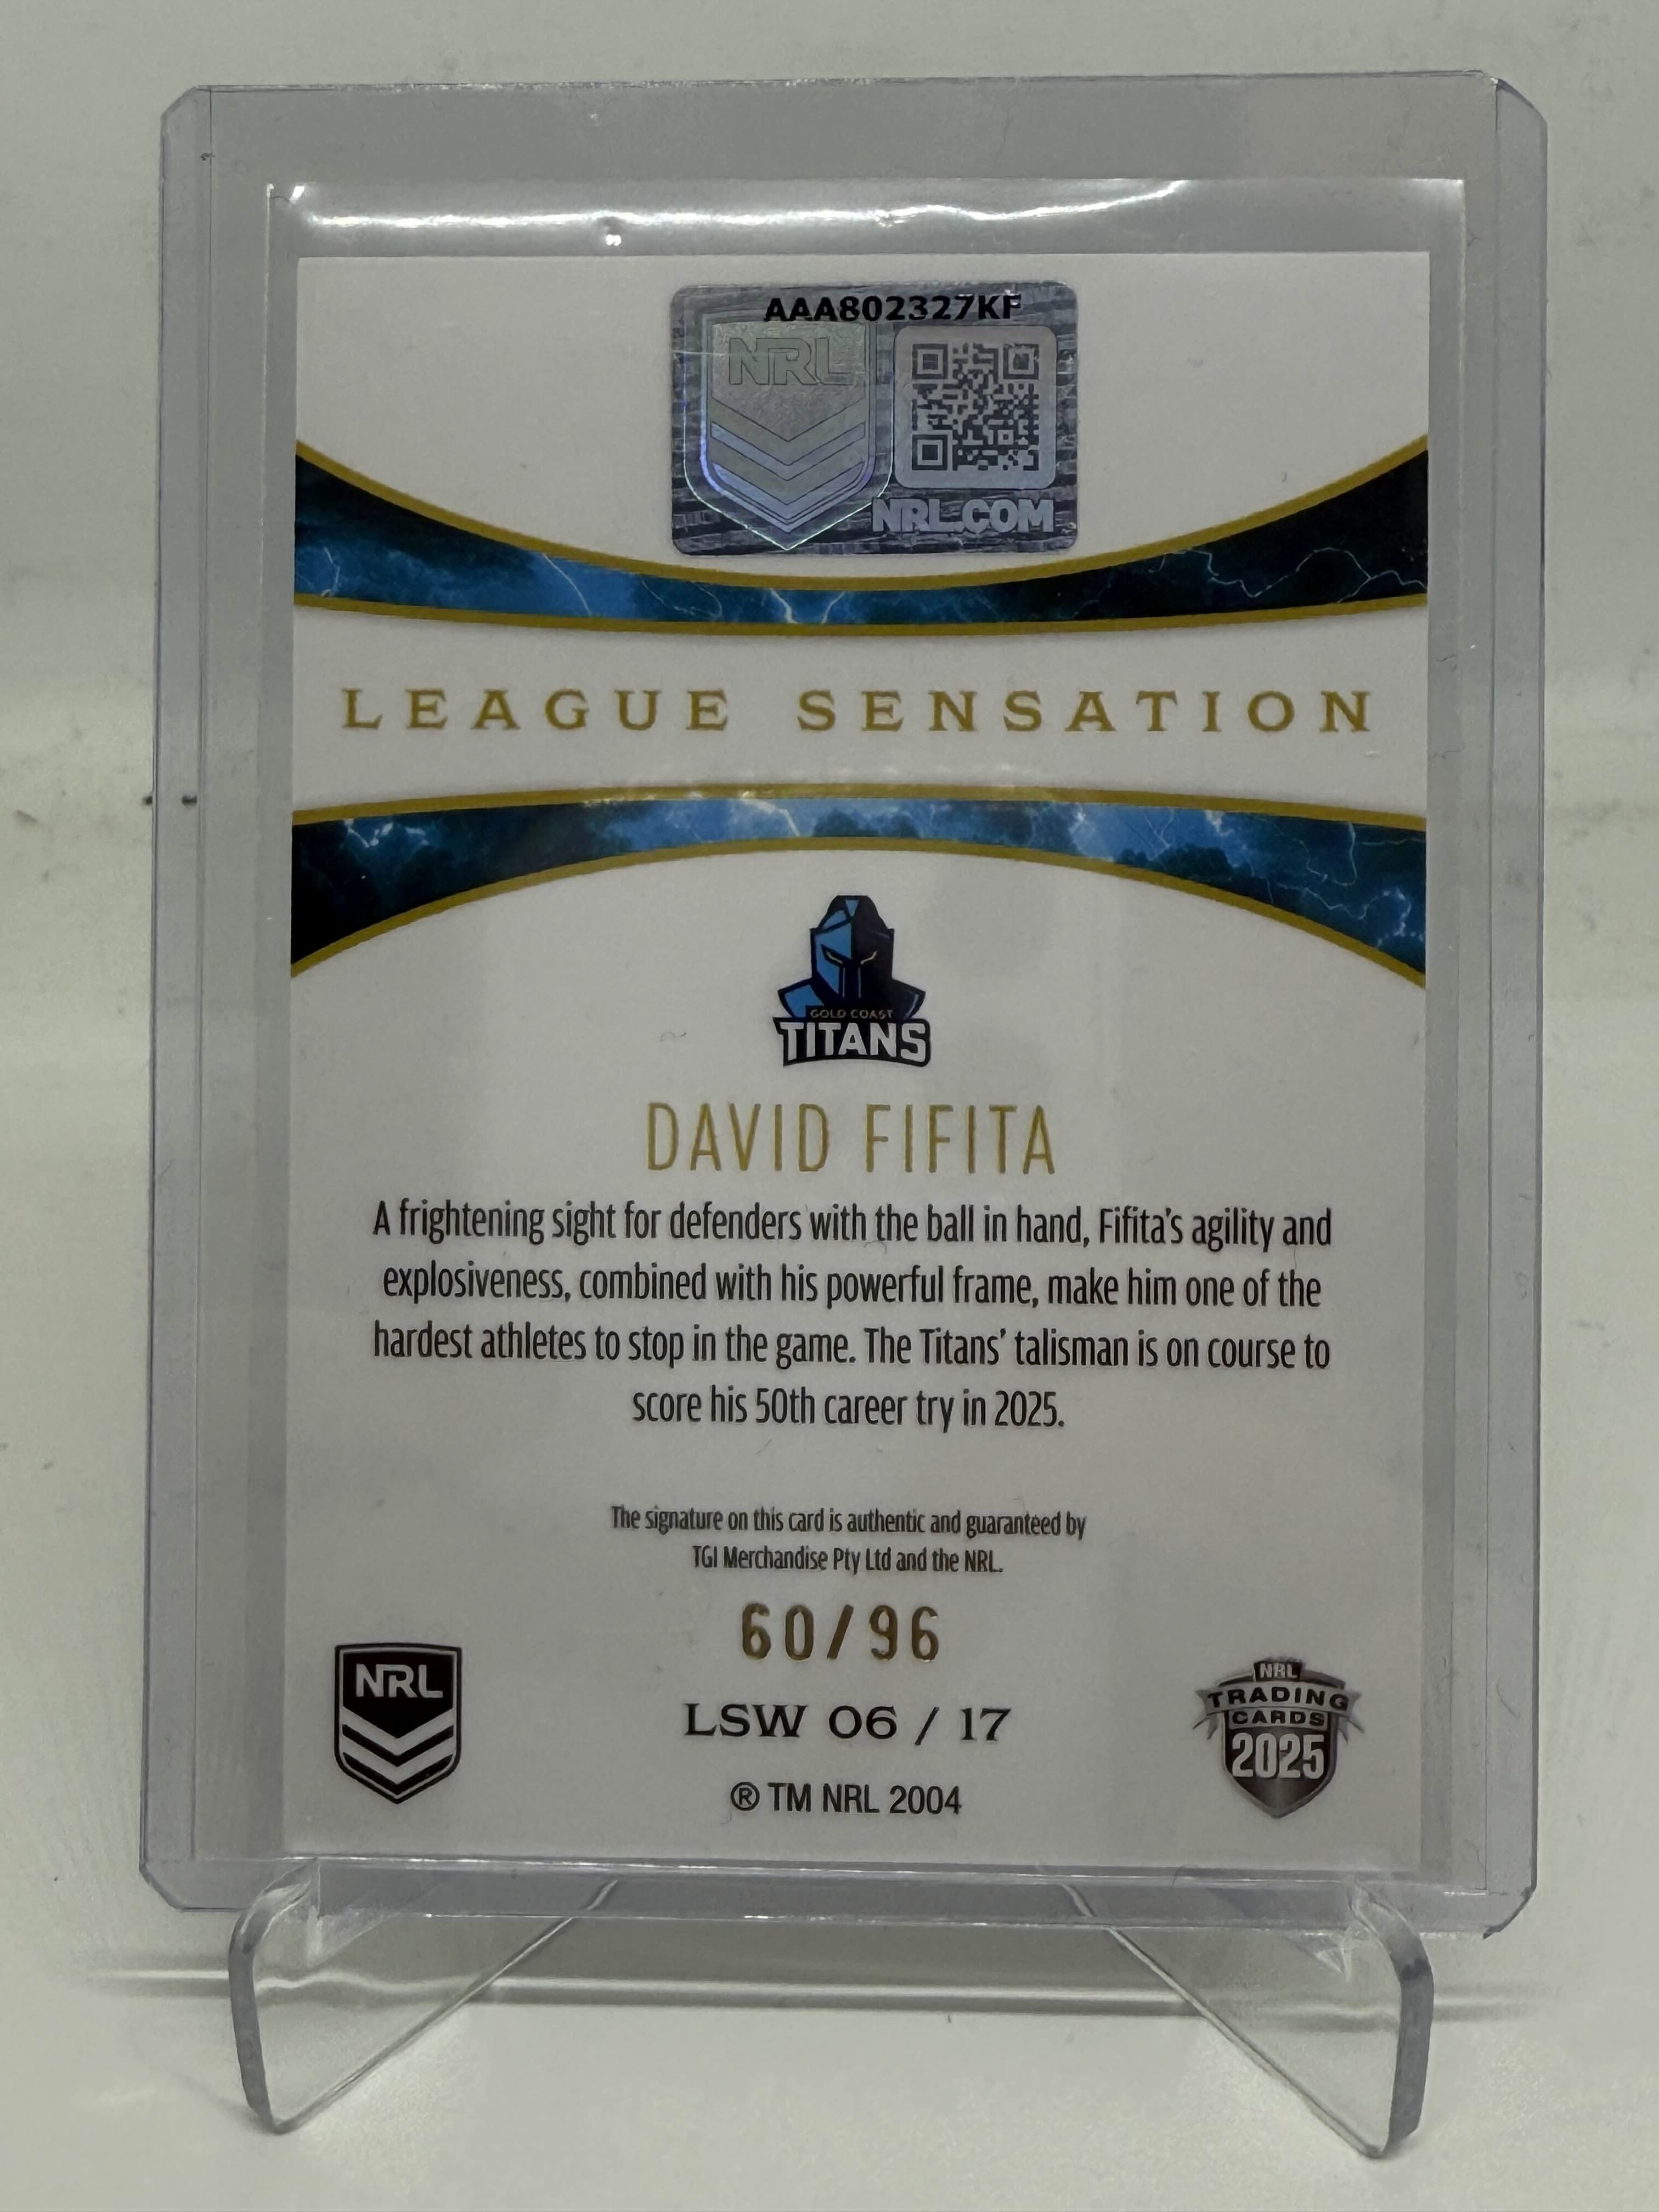 AAA802327KF
NRL
NRL.COM
LEAGUE SENSATION
GOLD COAST
TITANS
DAVID FIFITA
A frightening sight for defenders with the ball in hand, Fifita's agility and
explosiveness, combined with his powerful frame, make him one of the
hardest athletes to stop in the game. The Titans' talisman is on course to
score his 50th career try in 2025.
The signature on this card is authentic and guaranteed by
TGI Merchandise Pty Ltd and the NRL.
60/96
NRL
LSW 06 / 17
® TM NRL 2004
NRL
TRADING
CARDS
2025